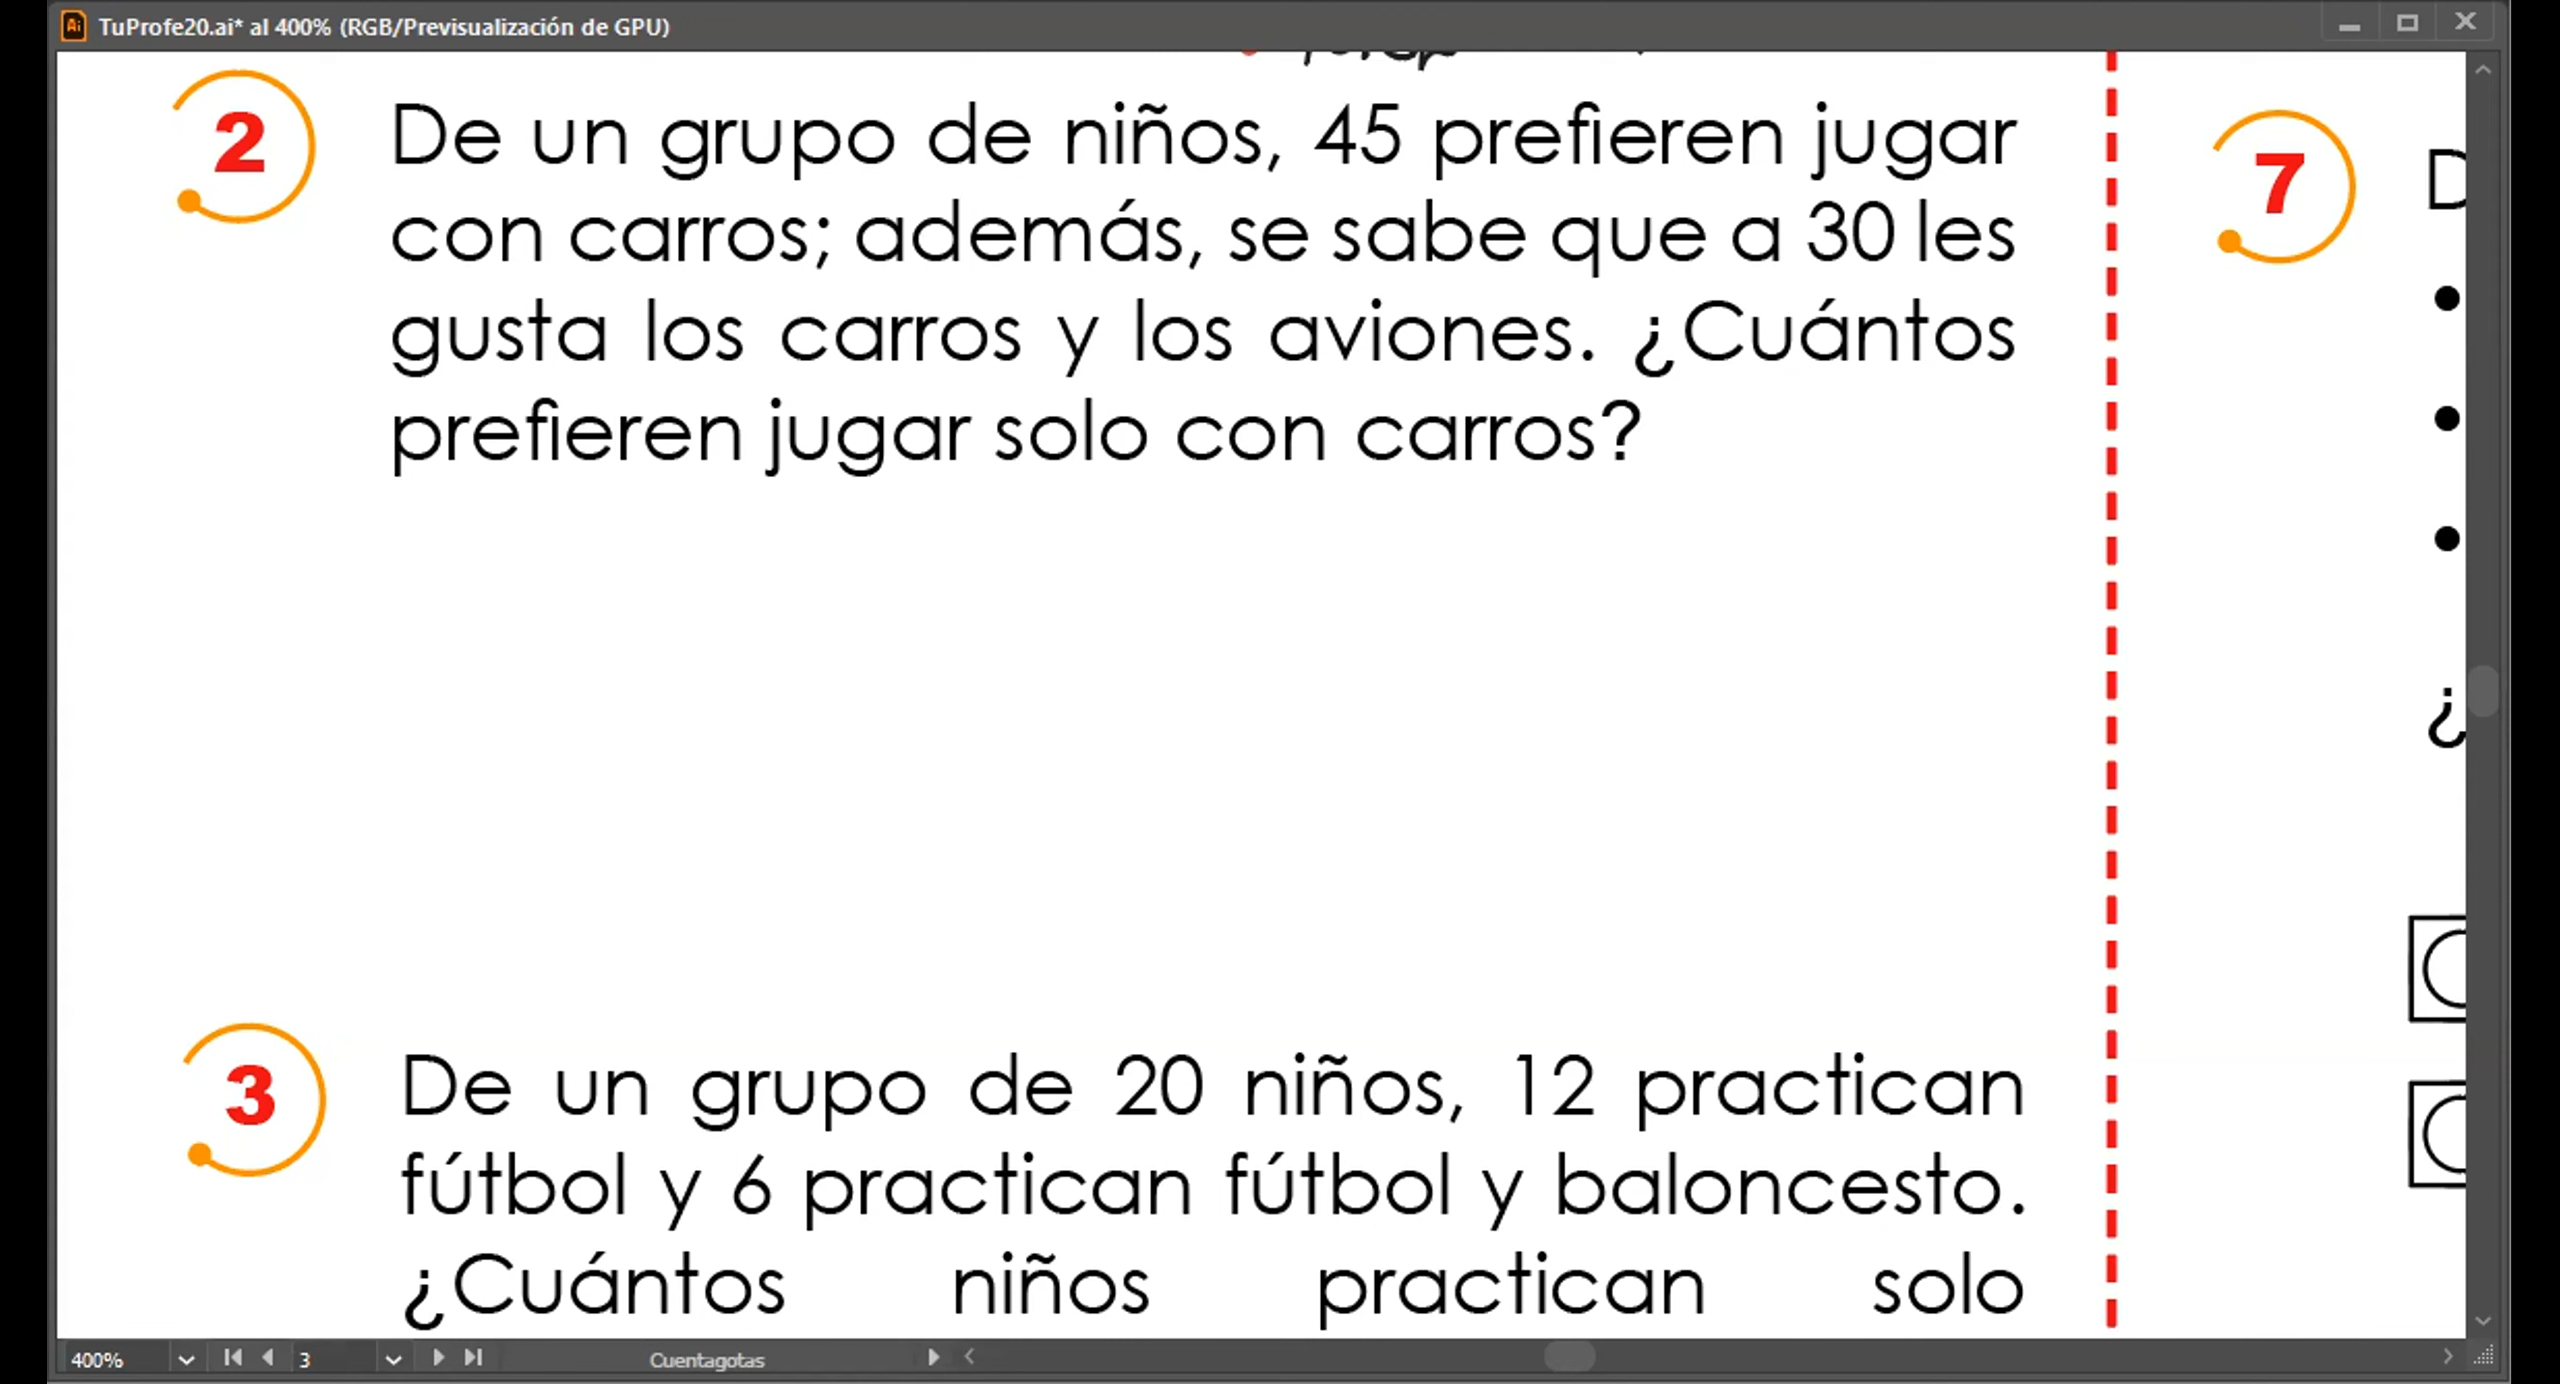 TuProfe20.ai* al 400% (RGB/Previsualización de GPU)
2
De un grupo de niños, 45 prefieren jugar
con carros; además, se sabe que a 30 les
gusta los carros y los aviones. ¿Cuántos
prefieren jugar solo con carros?
3
De un grupo de 20 niños, 12 practican
fútbol y 6 practican fútbol y baloncesto.
¿Cuántos niños practican solo
7
D
•
•
•
¿
400%
3
Cuentagotas